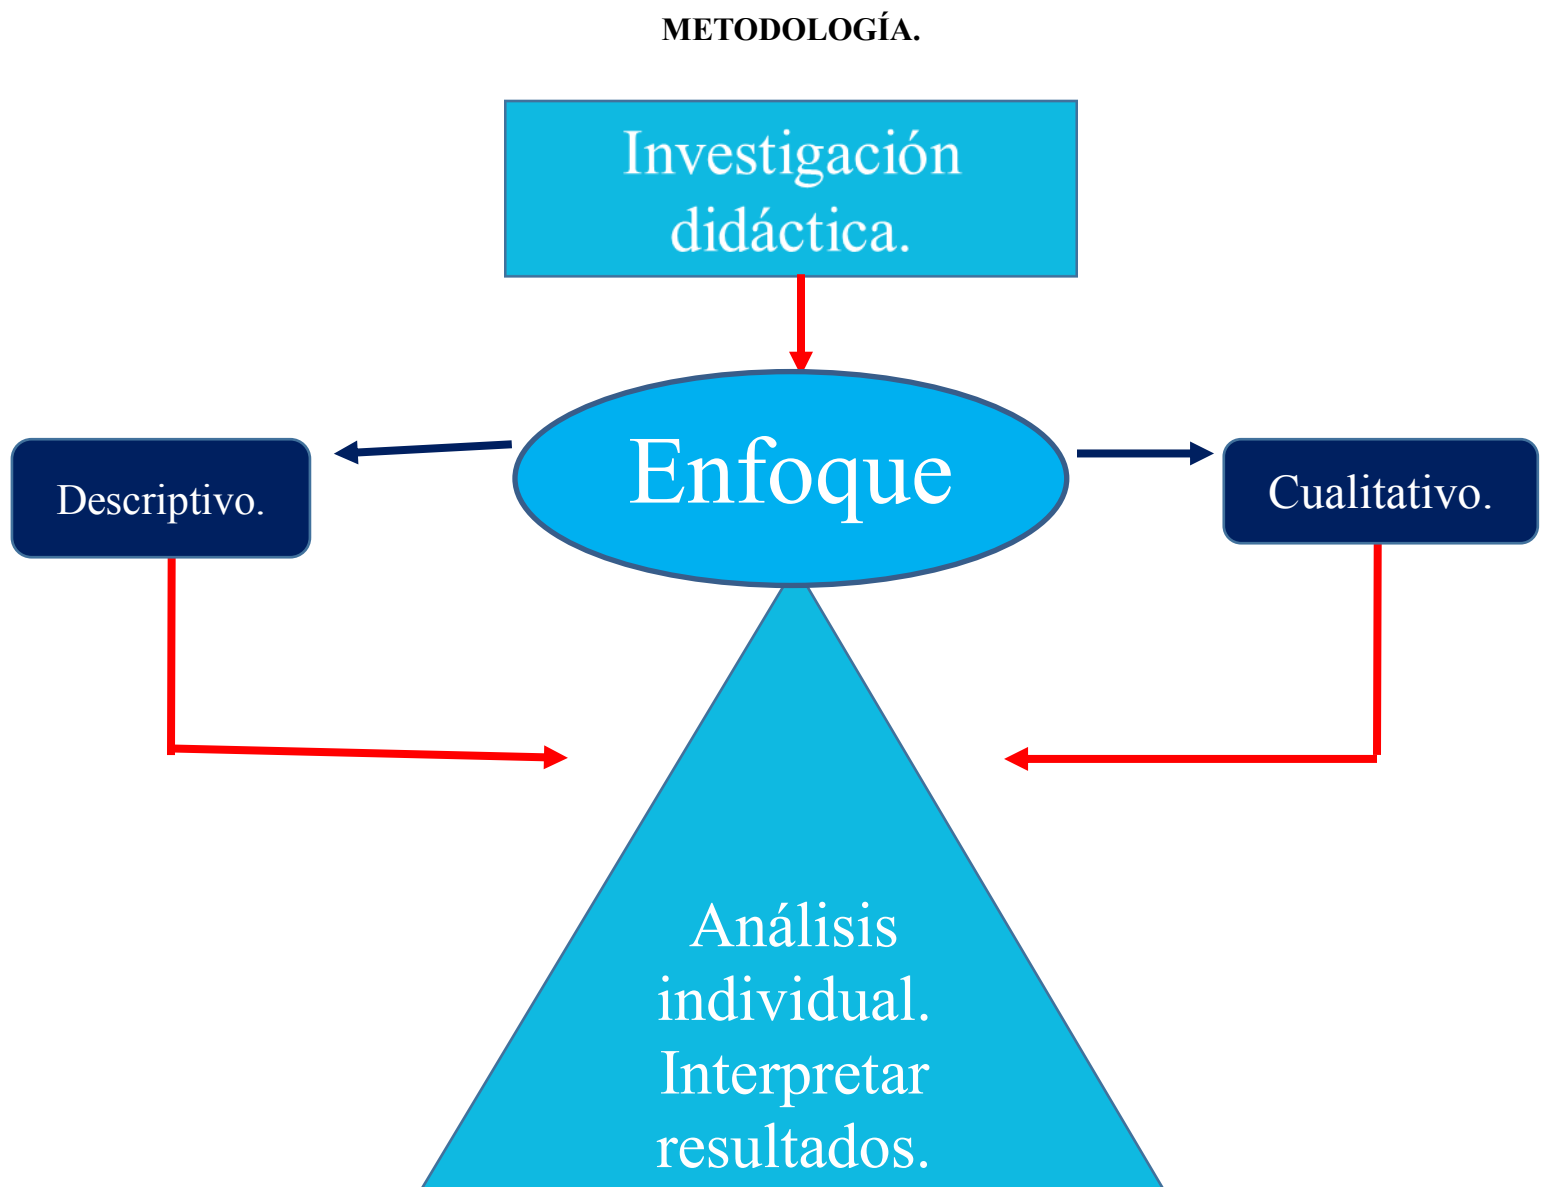 METODOLOGÍA.
Investigación
didáctica.
Enfoque
Descriptivo.
Cualitativo.
Análisis
individual.
Interpretar
resultados.